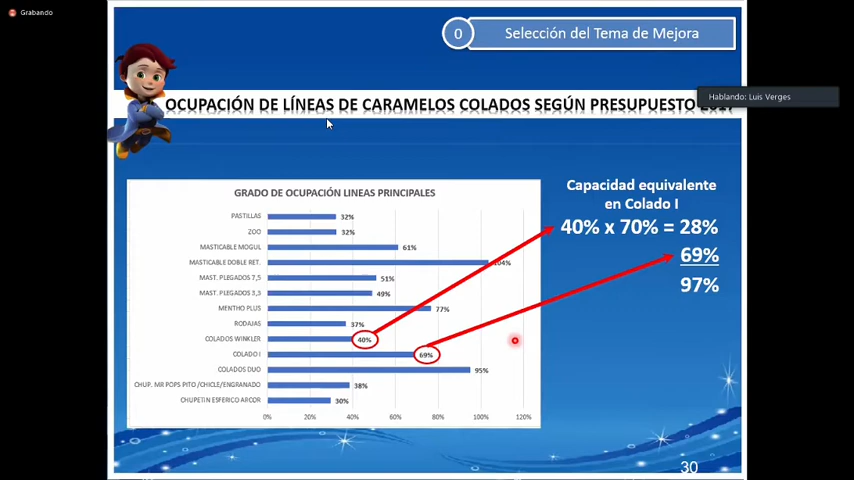 Grabando
0
Selección del Tema de Mejora
Hablando: Luis Verges
OCUPACIÓN DE LÍNEAS DE CARAMELOS COLADOS SEGÚN PRESUPUESTO
GRADO DE OCUPACIÓN LINEAS PRINCIPALES
PASTILLAS 32%
ZOO 32%
MASTICABLE MOGUL 61%
MASTICABLE DOBLE RET. 104%
MAST. PLEGADOS 7,5 51%
MAST. PLEGADOS 3,3 49%
MENTHO PLUS 77%
RODAJAS 37%
COLADOS WINKLER 40%
COLADO I 69%
COLADOS DUO 95%
CHUP. MR POPS PITO /CHICLE/ENGRANADO 38%
CHUPETIN ESFERICO ARCOR 30%
0% 20% 40% 60% 80% 100% 120%
Capacidad equivalente
en Colado I
40% x 70% = 28%
69%
97%
30